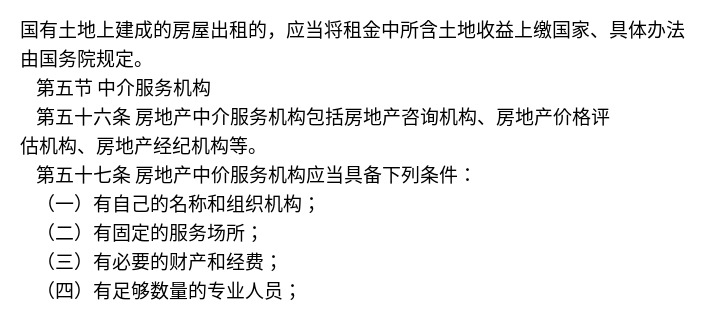 国有土地上建成的房屋出租的，应当将租金中所含土地收益上缴国家、具体办法
由国务院规定。
第五节 中介服务机构
第五十六条 房地产中介服务机构包括房地产咨询机构、房地产价格评
估机构、房地产经纪机构等。
第五十七条 房地产中价服务机构应当具备下列条件：
（一）有自己的名称和组织机构；
（二）有固定的服务场所；
（三）有必要的财产和经费；
（四）有足够数量的专业人员；